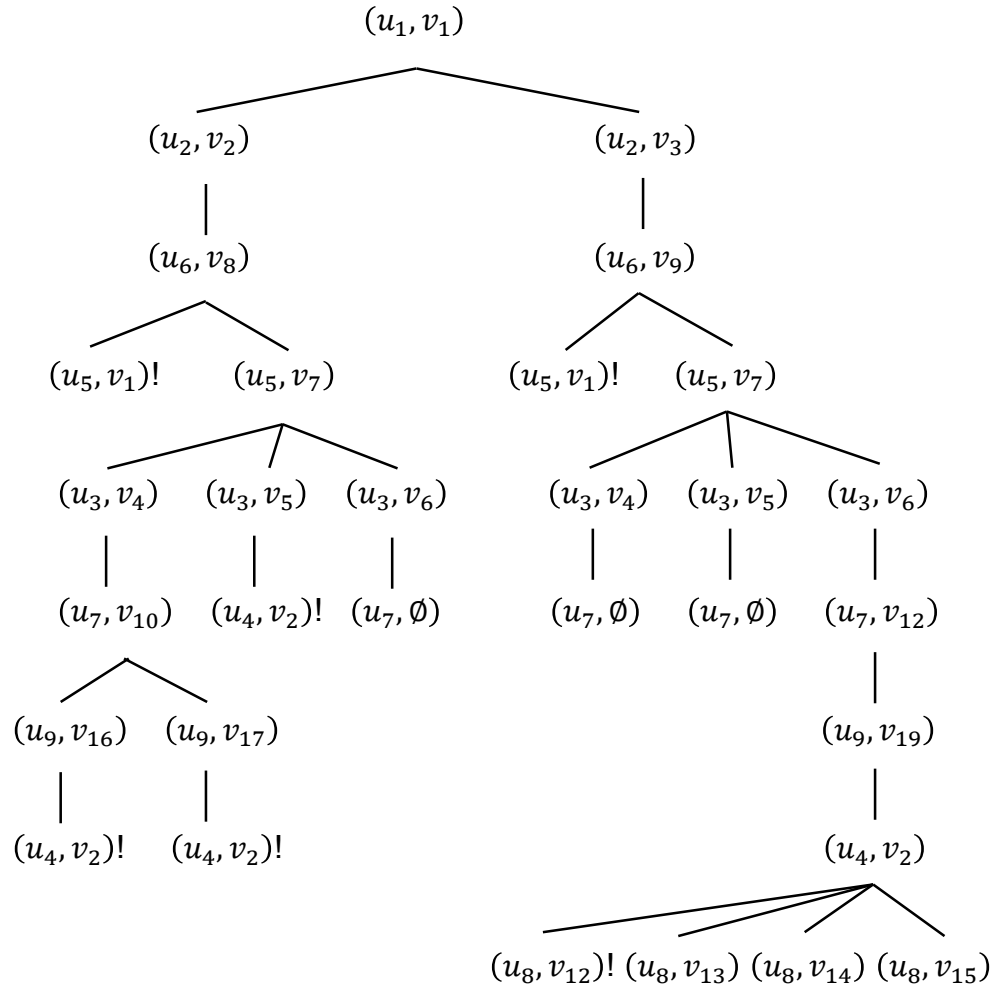 (u₁, v₁)
(u₂, v₂) (u₂, v₃)
(u₆, v₈) (u₆, v₉)
(u₅, v₁)! (u₅, v₇) (u₅, v₁)! (u₅, v₇)
(u₃, v₄) (u₃, v₅) (u₃, v₆) (u₃, v₄) (u₃, v₅) (u₃, v₆)
(u₇, v₁₀) (u₄, v₂)! (u₇, ∅) (u₇, ∅) (u₇, ∅) (u₇, v₁₂)
(u₉, v₁₆) (u₉, v₁₇) (u₉, v₁₉)
(u₄, v₂)! (u₄, v₂)! (u₄, v₂)
(u₈, v₁₂)! (u₈, v₁₃) (u₈, v₁₄) (u₈, v₁₅)